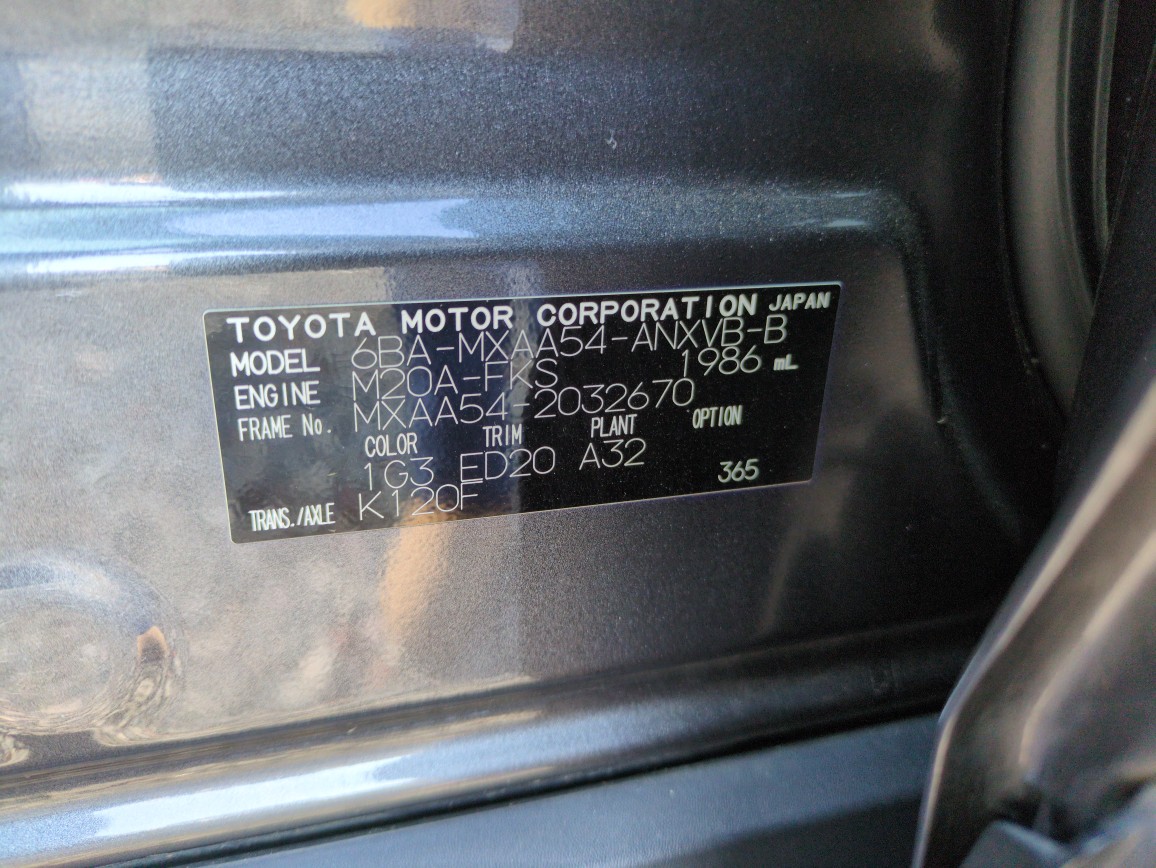 TOYOTA MOTOR CORPORATION JAPAN
MODEL 6BA-MXAA54-ANXVB-B
ENGINE M20A-FKS 1986 mL
FRAME No. MXAA54-2032670
COLOR TRIM PLANT OPTION
1G3 ED20 A32 365
TRANS./AXLE K120F